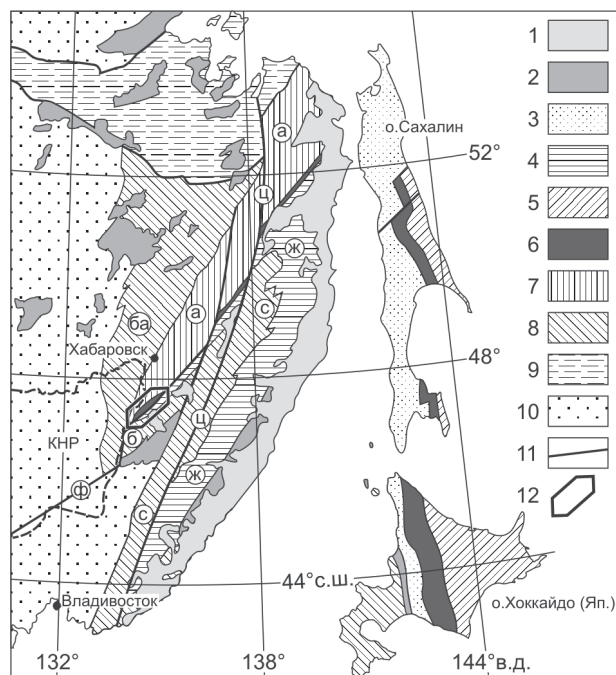 1
2
3
4
5
6
7
8
9
10
11
12
о.Сахалин
52°
а
ц
ж
с
а
ба
Хабаровск
48°
КНР
б
ц
ф
ж
с
44°с.ш.
Владивосток
о.Хоккайдо (Яп.)
132°
138°
144°в.д.